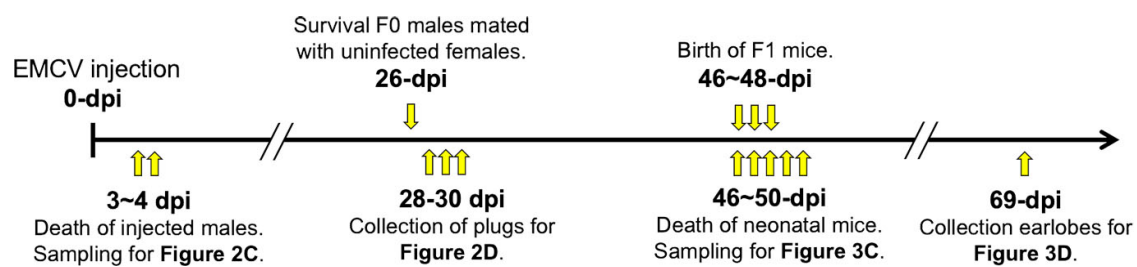 EMCV injection
0-dpi
Survival F0 males mated
with uninfected females.
26-dpi
Birth of F1 mice.
46~48-dpi
3~4 dpi
Death of injected males.
Sampling for Figure 2C.
28-30 dpi
Collection of plugs for
Figure 2D.
46~50-dpi
Death of neonatal mice.
Sampling for Figure 3C.
69-dpi
Collection earlobes for
Figure 3D.